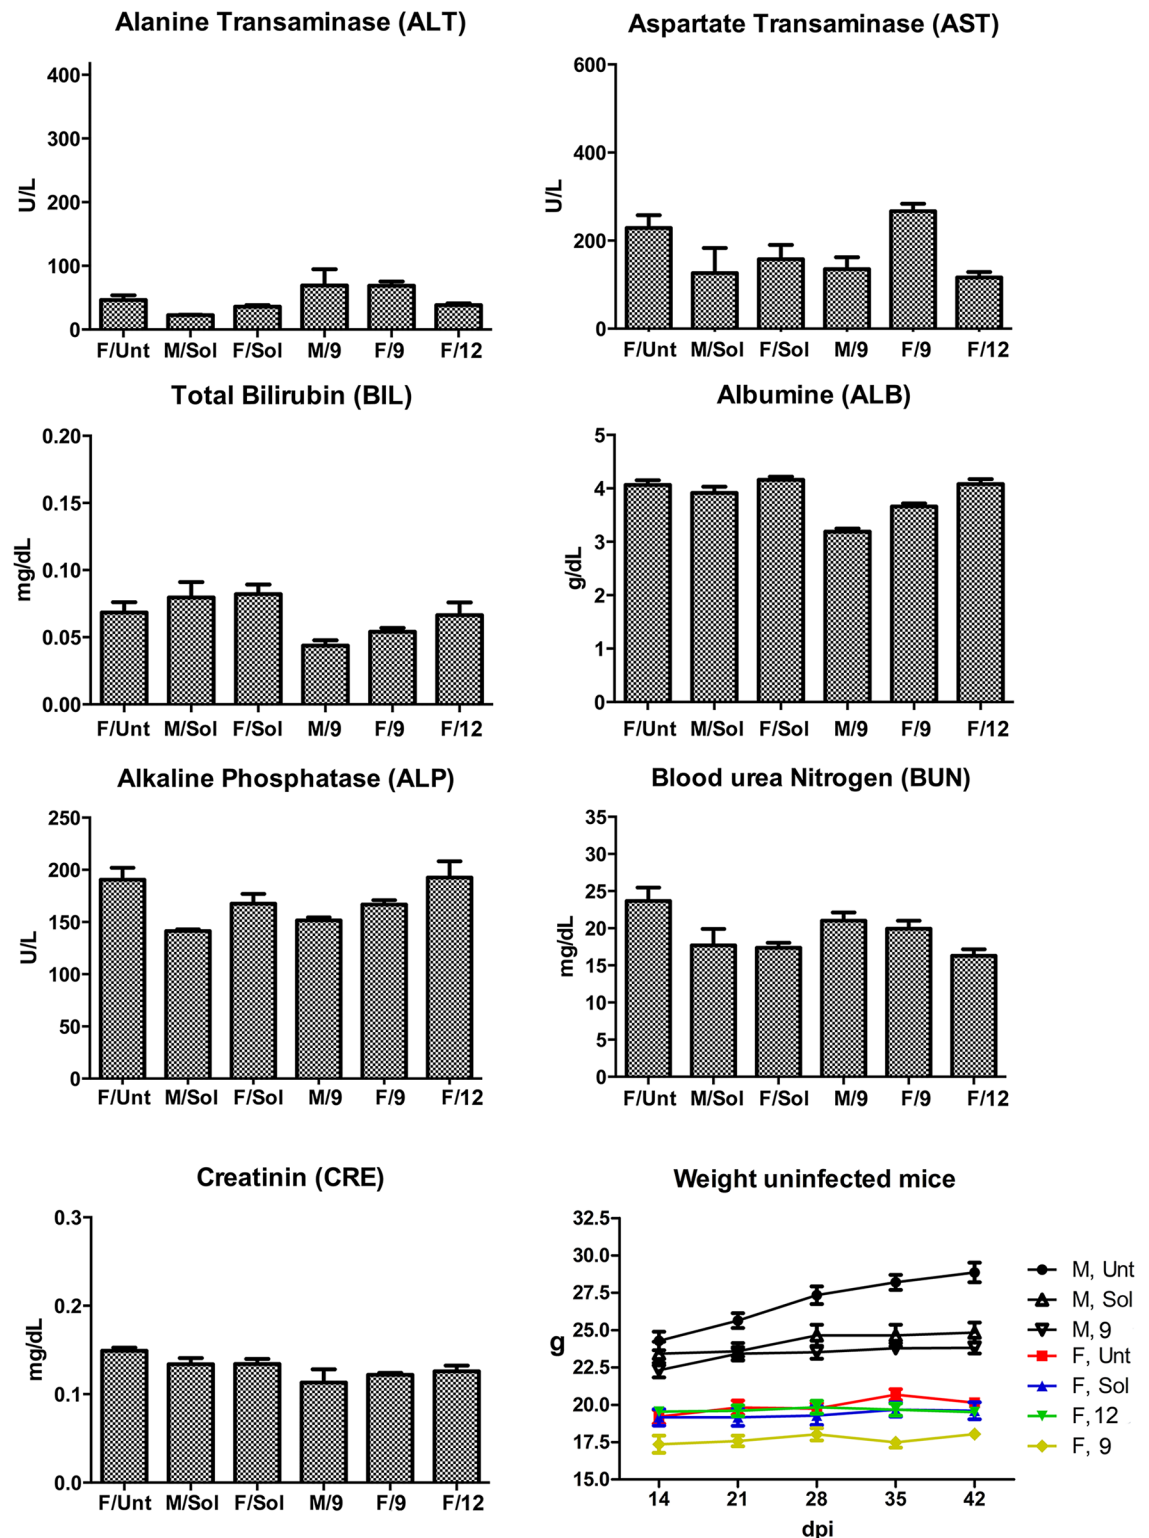 Alanine Transaminase (ALT)
400
300
200
100
0
U/L
F/Unt M/Sol F/Sol M/9 F/9 F/12
Aspartate Transaminase (AST)
600
400
200
0
U/L
F/Unt M/Sol F/Sol M/9 F/9 F/12
Total Bilirubin (BIL)
0.20
0.15
0.10
0.05
0.00
mg/dL
F/Unt M/Sol F/Sol M/9 F/9 F/12
Albumine (ALB)
5
4
3
2
1
0
g/dL
F/Unt M/Sol F/Sol M/9 F/9 F/12
Alkaline Phosphatase (ALP)
250
200
150
100
50
0
U/L
F/Unt M/Sol F/Sol M/9 F/9 F/12
Blood urea Nitrogen (BUN)
35
30
25
20
15
10
5
0
mg/dL
F/Unt M/Sol F/Sol M/9 F/9 F/12
Creatinin (CRE)
0.3
0.2
0.1
0.0
mg/dL
F/Unt M/Sol F/Sol M/9 F/9 F/12
Weight uninfected mice
32.5
30.0
27.5
25.0
22.5
20.0
17.5
15.0
g
14 21 28 35 42
dpi
M, Unt
M, Sol
M, 9
F, Unt
F, Sol
F, 12
F, 9